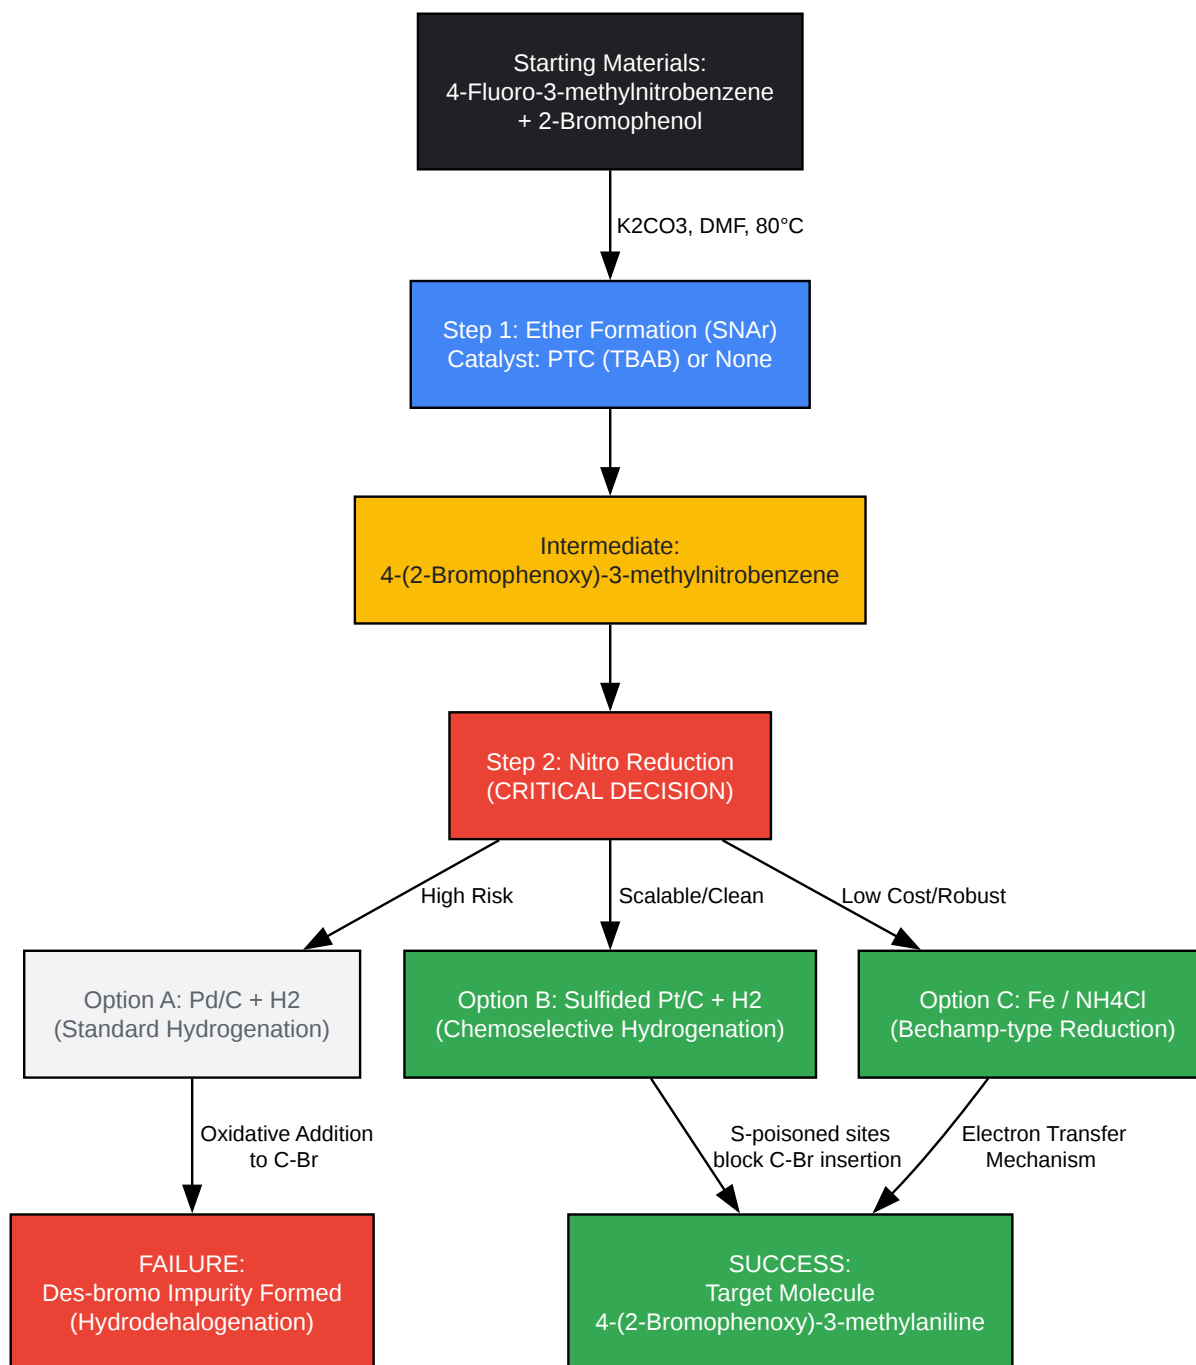 Starting Materials:
4-Fluoro-3-methylnitrobenzene
+ 2-Bromophenol
K2CO3, DMF, 80°C
Step 1: Ether Formation (SNAr)
Catalyst: PTC (TBAB) or None
Intermediate:
4-(2-Bromophenoxy)-3-methylnitrobenzene
Step 2: Nitro Reduction
(CRITICAL DECISION)
High Risk
Scalable/Clean
Low Cost/Robust
Option A: Pd/C + H2
(Standard Hydrogenation)
Option B: Sulfided Pt/C + H2
(Chemoselective Hydrogenation)
Option C: Fe / NH4Cl
(Bechamp-type Reduction)
Oxidative Addition
to C-Br
S-poisoned sites
block C-Br insertion
Electron Transfer
Mechanism
FAILURE:
Des-bromo Impurity Formed
(Hydrodehalogenation)
SUCCESS:
Target Molecule
4-(2-Bromophenoxy)-3-methylaniline